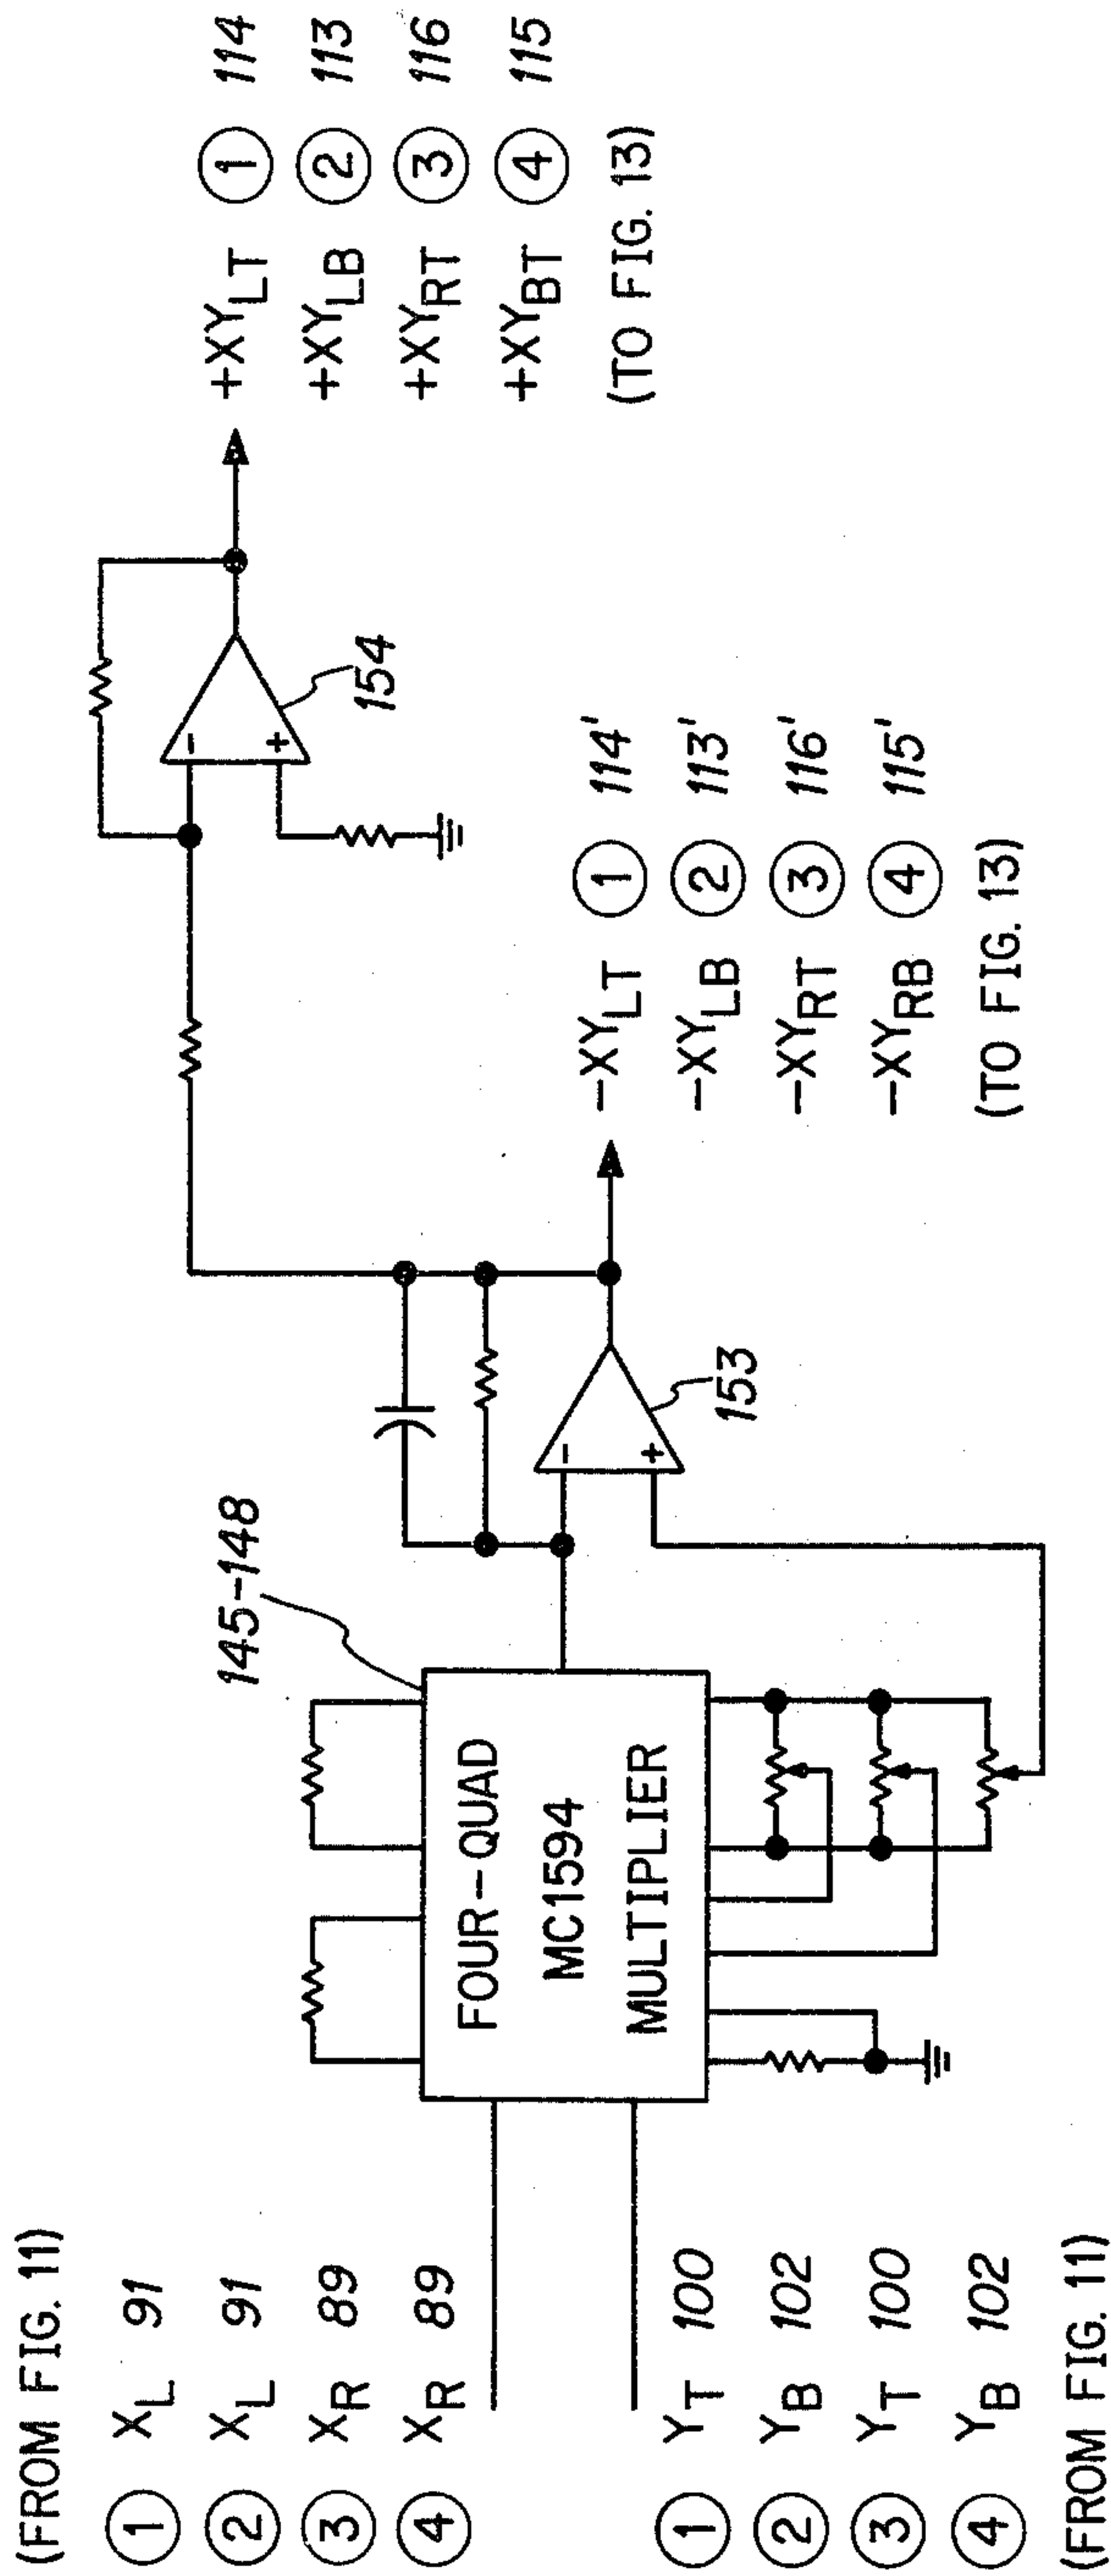 (FROM FIG. 11)
① X_L 91
② X_L 91
③ X_R 89
④ X_R 89
① Y_T 100
② Y_B 102
③ Y_T 100
④ Y_B 102
(FROM FIG. 11)
145-148
FOUR-QUAD
MC1594
MULTIPLIER
-
+
153
-XY_LT ① 114'
-XY_LB ② 113'
-XY_RT ③ 116'
-XY_RB ④ 115'
(TO FIG. 13)
-
+
154
+XY_LT ① 114
+XY_LB ② 113
+XY_RT ③ 116
+XY_BT ④ 115
(TO FIG. 13)